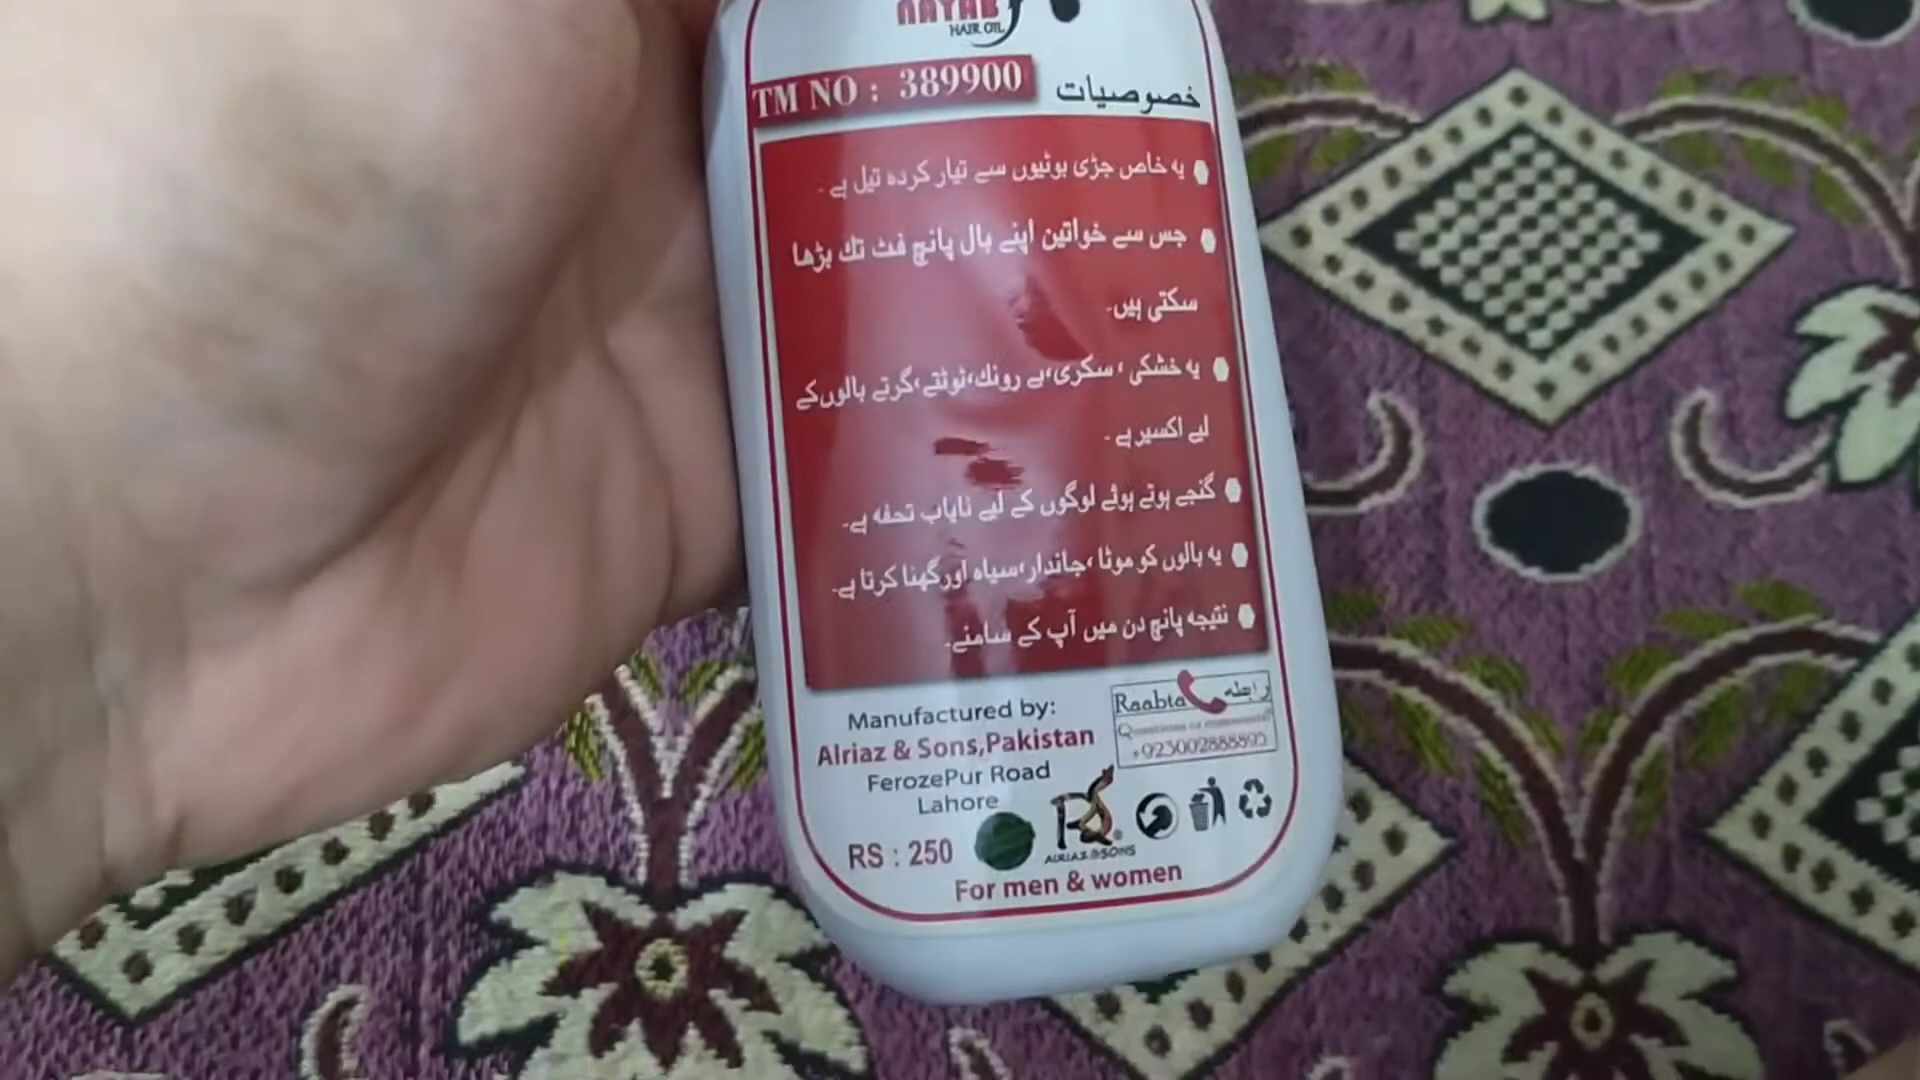 NAYAB
HAIR OIL
TM NO : 389900
خصوصیات
یہ خاص جڑی بوٹیوں سے تیار کردہ تیل ہے۔
جس سے خواتین اپنے بال پانچ فٹ تک بڑھا
سکتی ہیں۔
یہ خشکی ، سکری،بے رونك،ٹوٹتے،گرتے بالوں کے
لیے اکسیر ہے۔
گنجے ہوتے ہوئے لوگوں کے لیے نایاب تحفہ ہے۔
یہ بالوں کو موٹا ،جاندار،سیاہ اورگھنا کرتا ہے۔
نتیجہ پانچ دن میں آپ کے سامنے۔
Manufactured by:
Alriaz & Sons,Pakistan
FerozePur Road
Lahore
Raabta رابطہ
RS : 250
ALRIAZ & SONS
For men & women